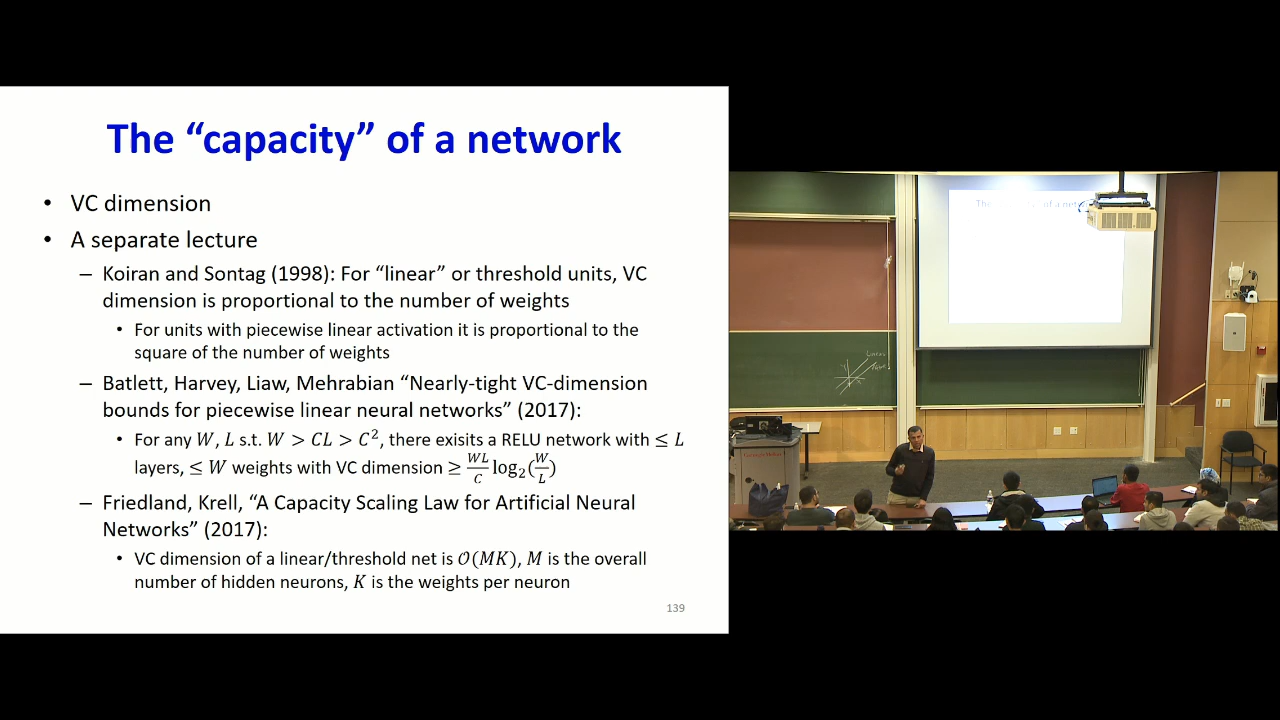 The “capacity” of a network
• VC dimension
• A separate lecture
– Koiran and Sontag (1998): For “linear” or threshold units, VC
dimension is proportional to the number of weights
• For units with piecewise linear activation it is proportional to the
square of the number of weights
– Batlett, Harvey, Liaw, Mehrabian “Nearly-tight VC-dimension
bounds for piecewise linear neural networks” (2017):
• For any W, L s.t. W > CL > C², there exisits a RELU network with ≤ L
layers, ≤ W weights with VC dimension ≥ WL/C log₂(W/L)
– Friedland, Krell, “A Capacity Scaling Law for Artificial Neural
Networks” (2017):
• VC dimension of a linear/threshold net is 𝒪(MK), M is the overall
number of hidden neurons, K is the weights per neuron
139